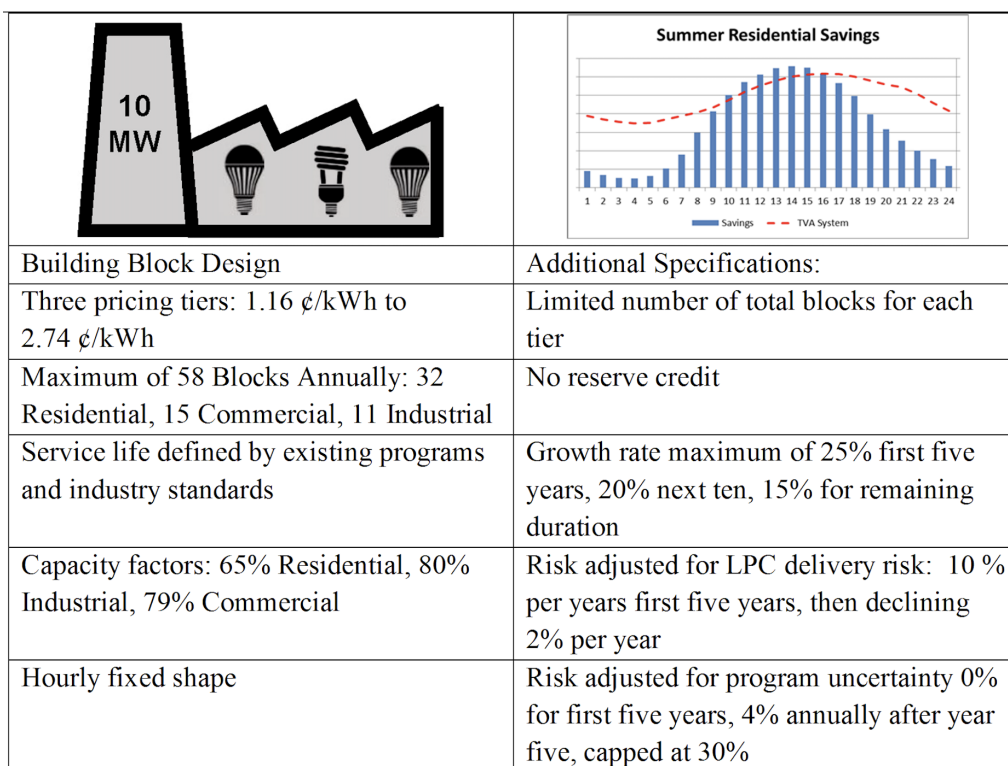 10
MW
Summer Residential Savings
1 2 3 4 5 6 7 8 9 10 11 12 13 14 15 16 17 18 19 20 21 22 23 24
Savings TVA System
Building Block Design
Additional Specifications:
Three pricing tiers: 1.16 ¢/kWh to
2.74 ¢/kWh
Limited number of total blocks for each
tier
Maximum of 58 Blocks Annually: 32
Residential, 15 Commercial, 11 Industrial
No reserve credit
Service life defined by existing programs
and industry standards
Growth rate maximum of 25% first five
years, 20% next ten, 15% for remaining
duration
Capacity factors: 65% Residential, 80%
Industrial, 79% Commercial
Risk adjusted for LPC delivery risk:  10 %
per years first five years, then declining
2% per year
Hourly fixed shape
Risk adjusted for program uncertainty 0%
for first five years, 4% annually after year
five, capped at 30%